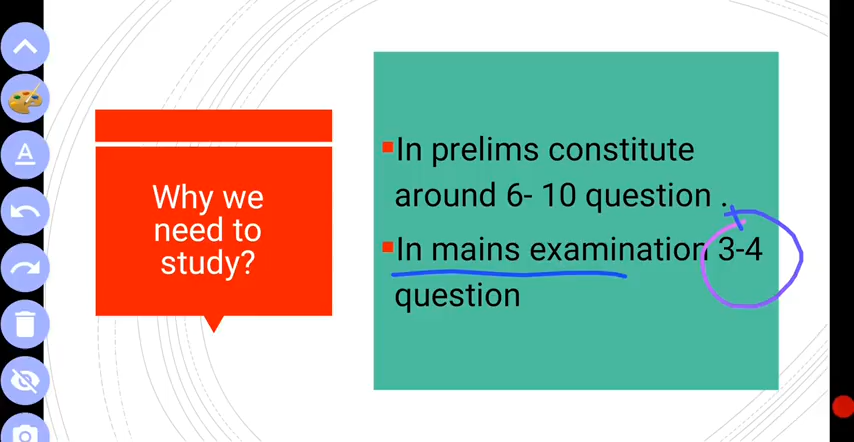 Why we
need to
study?
In prelims constitute
around 6- 10 question .
In mains examination 3-4
question